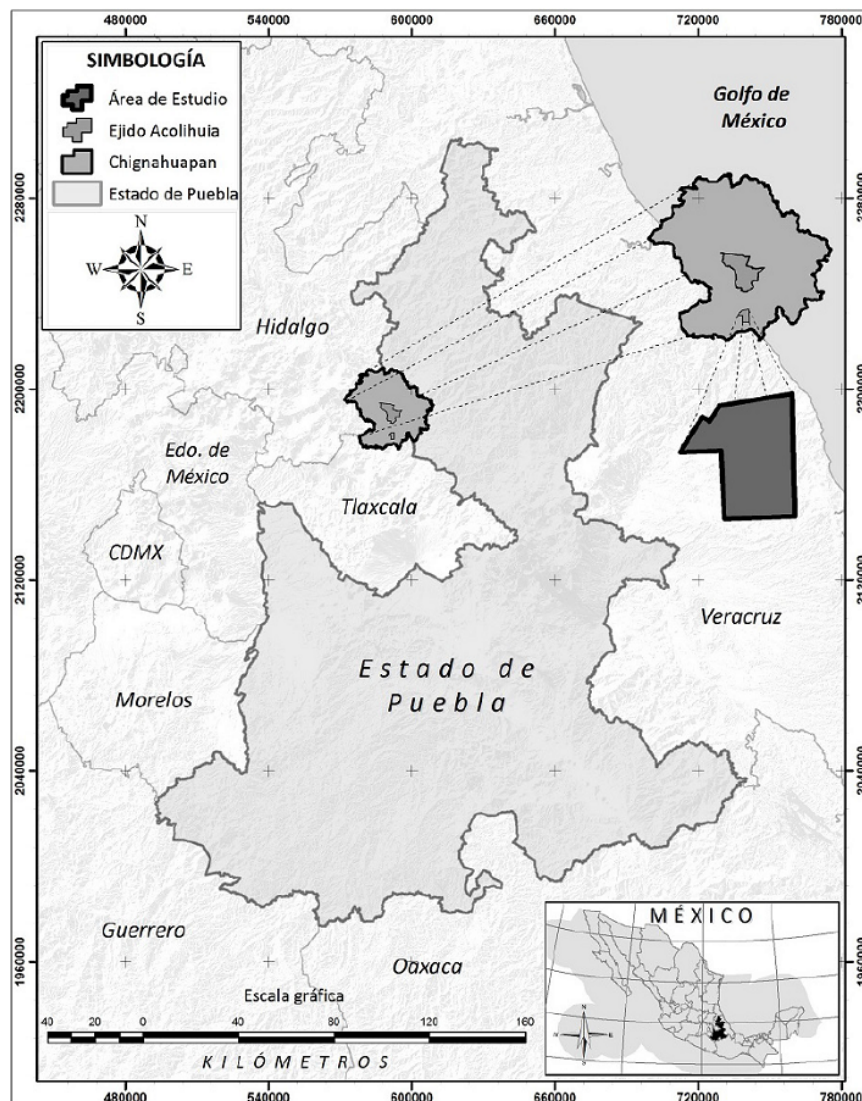 480000 540000 600000 660000 720000 780000
SIMBOLOGÍA
Área de Estudio
Ejido Acolihuia
Chignahuapan
Estado de Puebla
N
W E
S
Golfo de
México
2280000 2280000
Hidalgo
2200000 2200000
Edo. de
México
Tlaxcala
CDMX
2120000 2120000
Veracruz
Estado de
Puebla
Morelos
2040000 2040000
MÉXICO
Guerrero
Oaxaca
1960000 1960000
Escala gráfica
40 20 0 40 80 120 160
KILÓMETROS
480000 540000 600000 660000 720000 780000